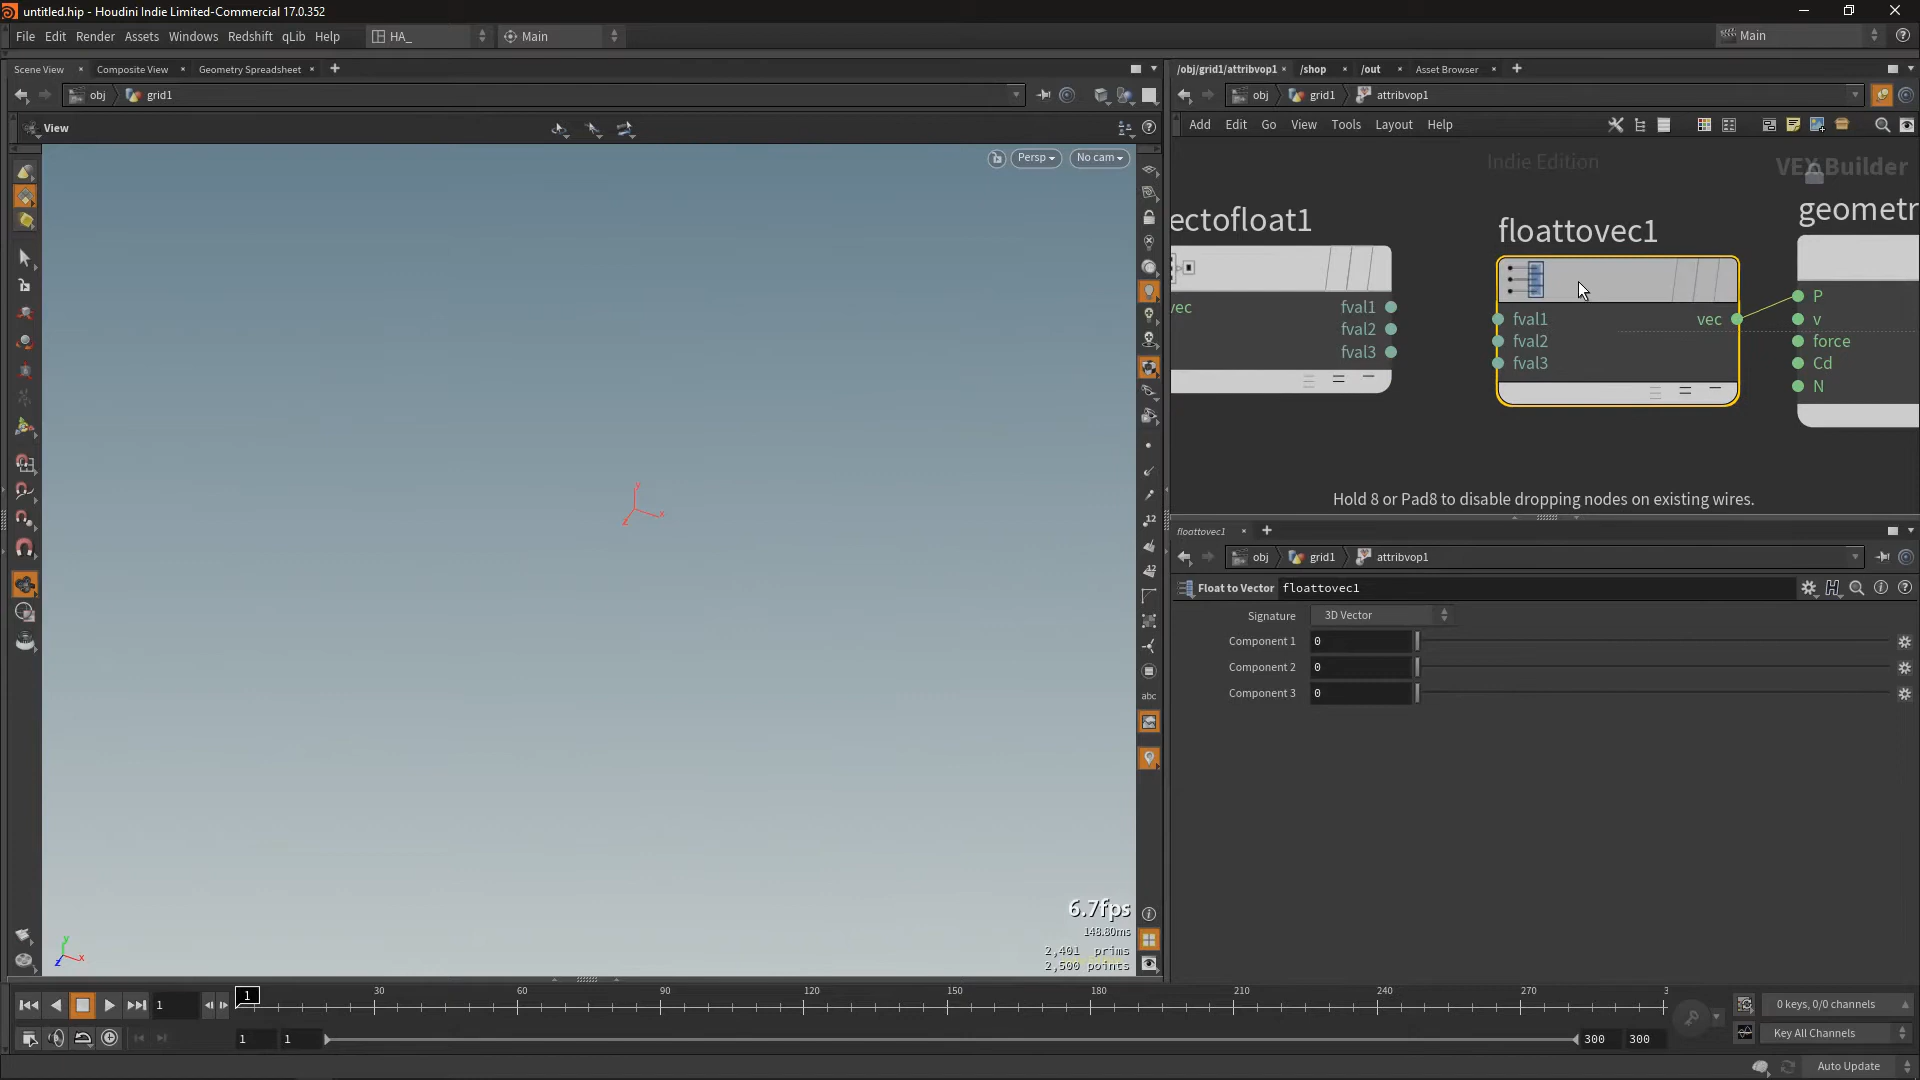 untitled.hip - Houdini Indie Limited-Commercial 17.0.352
File Edit Render Assets Windows Redshift qLib Help HA_ Main Main
Scene View Composite View Geometry Spreadsheet
obj grid1
View
Persp No cam
y
x
z
y
x
z
12
12
abc
6.7fps
148.80ms
2,401 prims
2,500 points
/obj/grid1/attribvop1 /shop /out Asset Browser
obj grid1 attribvop1
Add Edit Go View Tools Layout Help
Indie Edition
VEX Builder
ectofloat1
vec
fval1
fval2
fval3
floattovec1
fval1
fval2
fval3
vec
geometr
P
v
force
Cd
N
Hold 8 or Pad8 to disable dropping nodes on existing wires.
floattovec1
obj grid1 attribvop1
Float to Vector floattovec1
Signature 3D Vector
Component 1 0
Component 2 0
Component 3 0
1 1 30 60 90 120 150 180 210 240 270 3
0 keys, 0/0 channels
1 1 300 300
Key All Channels
Auto Update